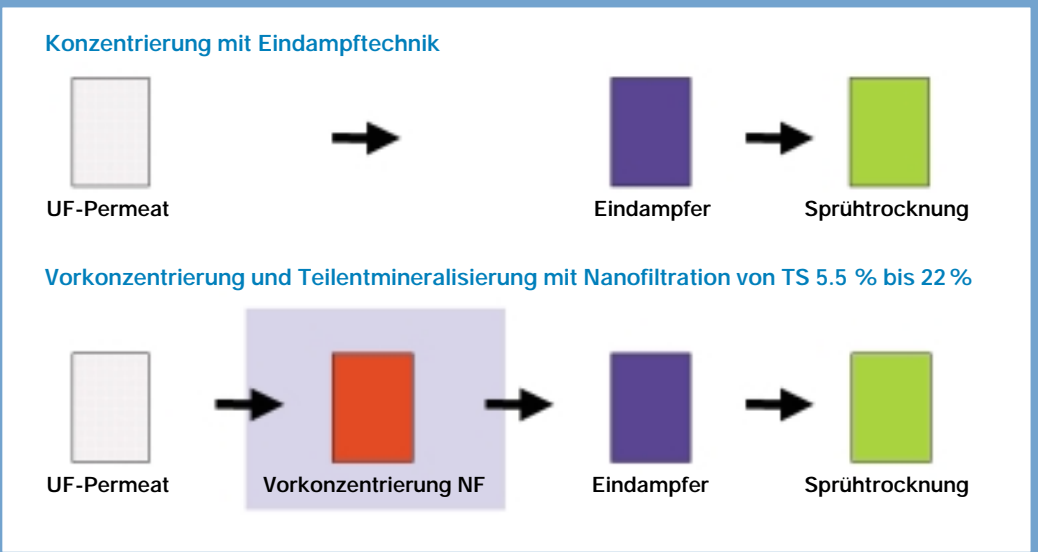 Konzentrierung mit Eindampftechnik
UF-Permeat Eindampfer Sprühtrocknung
Vorkonzentrierung und Teilentmineralisierung mit Nanofiltration von TS 5.5 % bis 22 %
UF-Permeat Vorkonzentrierung NF Eindampfer Sprühtrocknung